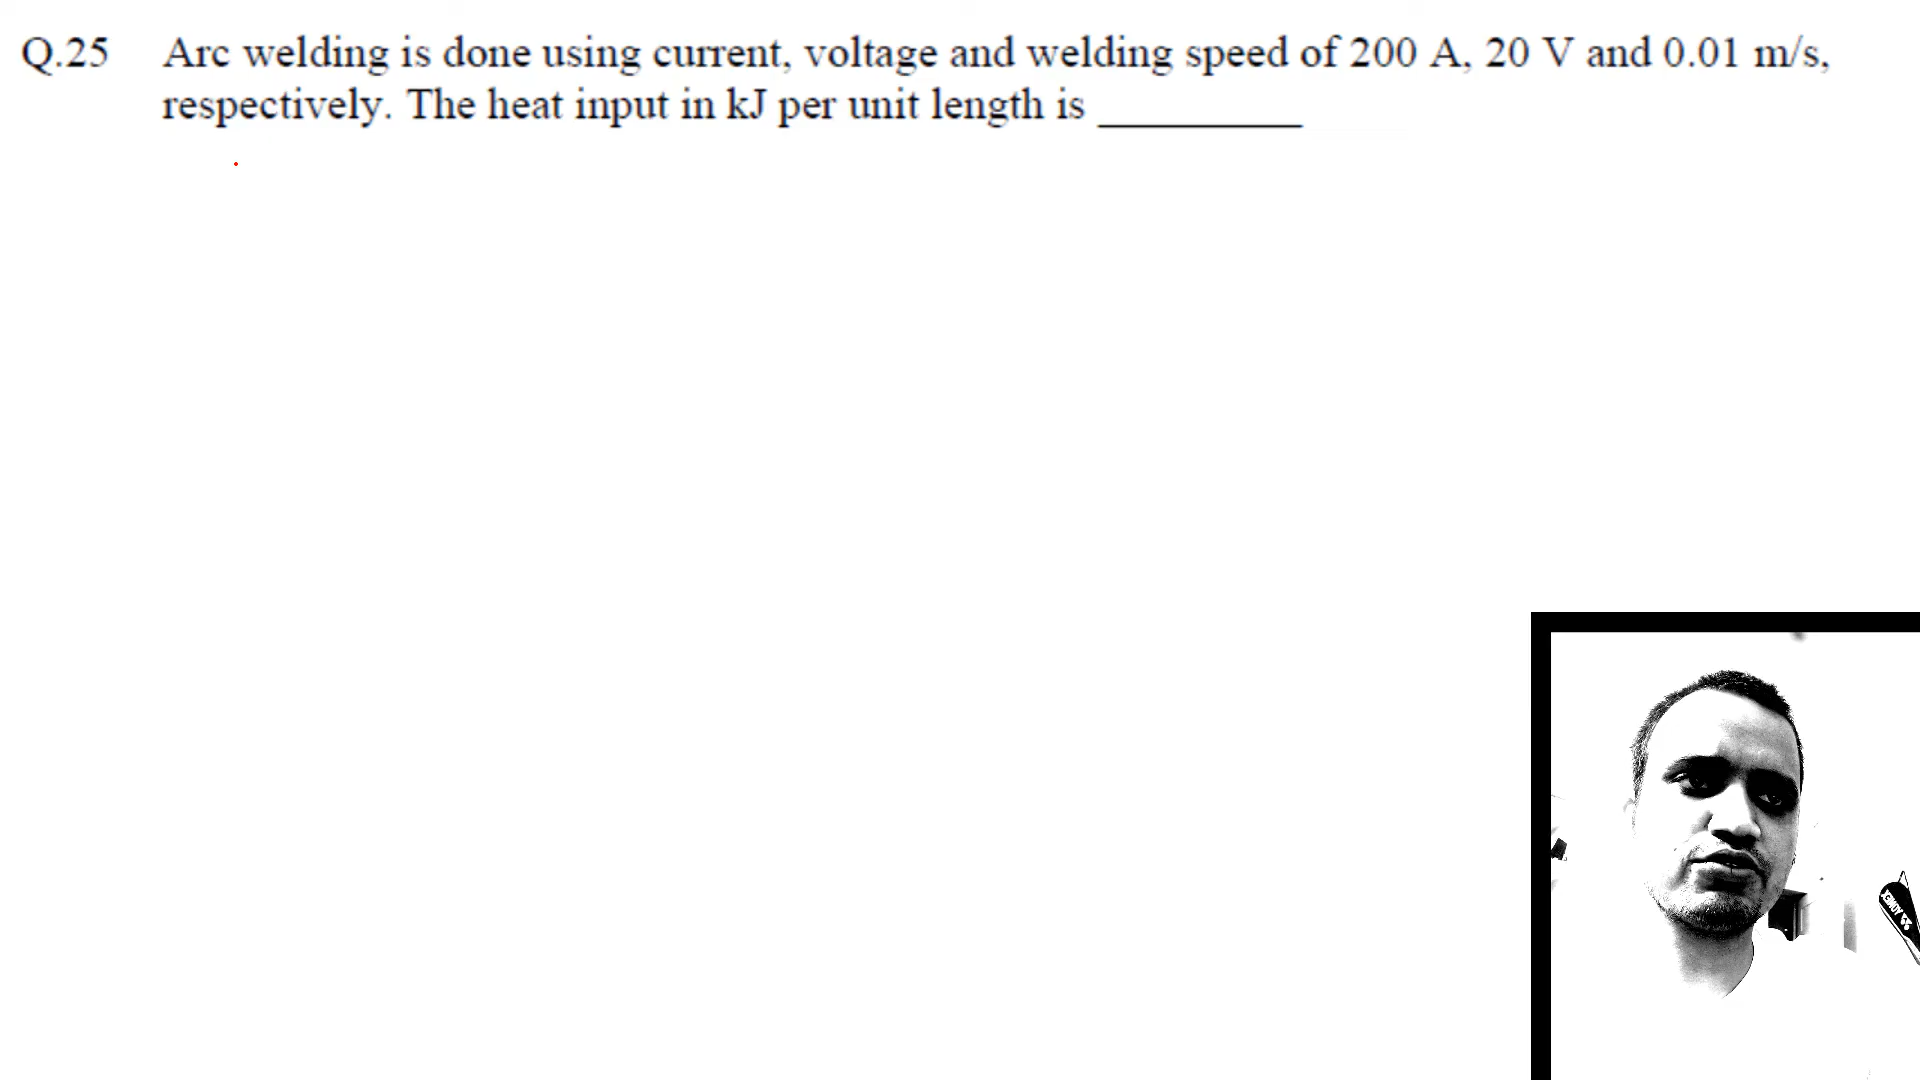 Q.25 Arc welding is done using current, voltage and welding speed of 200 A, 20 V and 0.01 m/s,
respectively. The heat input in kJ per unit length is __________